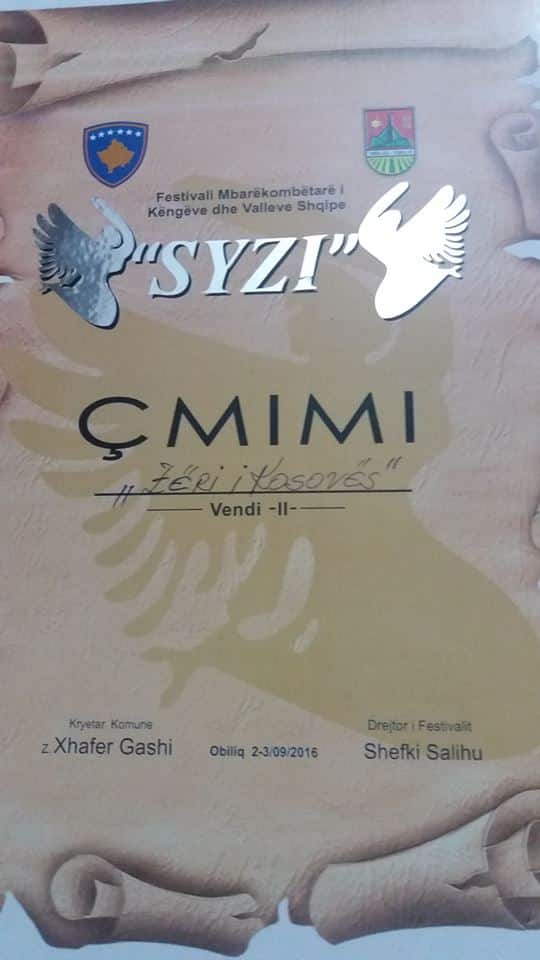 Festivali Mbarëkombëtarë i
Këngëve dhe Valleve Shqipe
"SYZI"
ÇMIMI
„Zëri i Kosovës"
Vendi -II-
Kryetar Komune
z. Xhafer Gashi
Obiliq 2-3/09/2016
Drejtor i Festivalit
Shefki Salihu